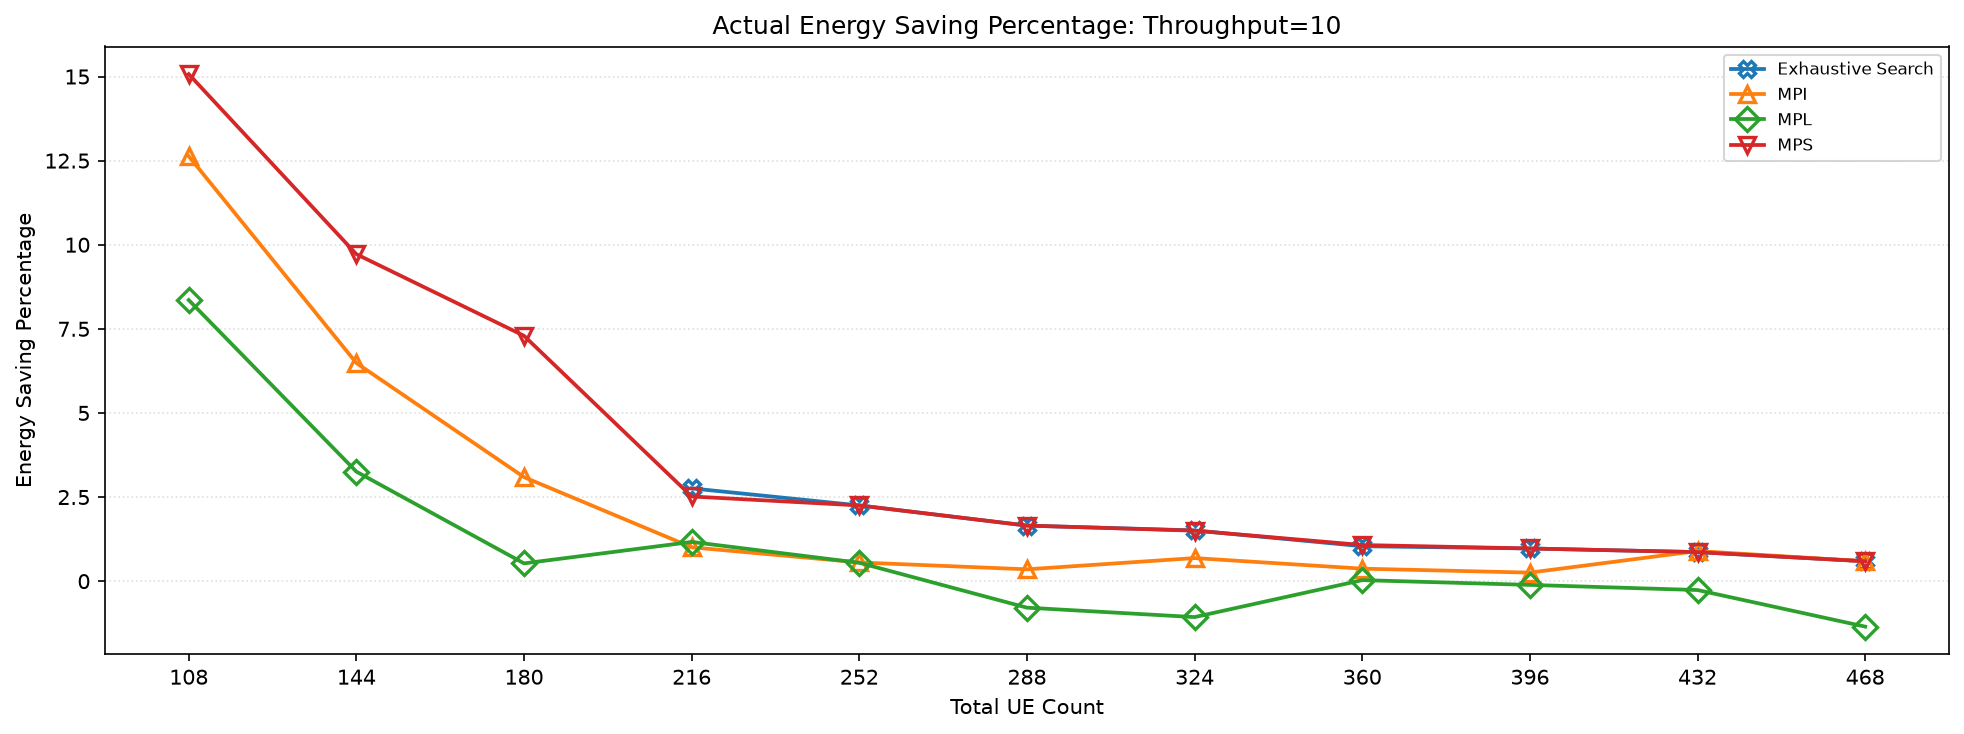 Actual Energy Saving Percentage: Throughput=10
Exhaustive Search
MPI
MPL
MPS
Energy Saving Percentage
15
12.5
10
7.5
5
2.5
0
108 144 180 216 252 288 324 360 396 432 468
Total UE Count